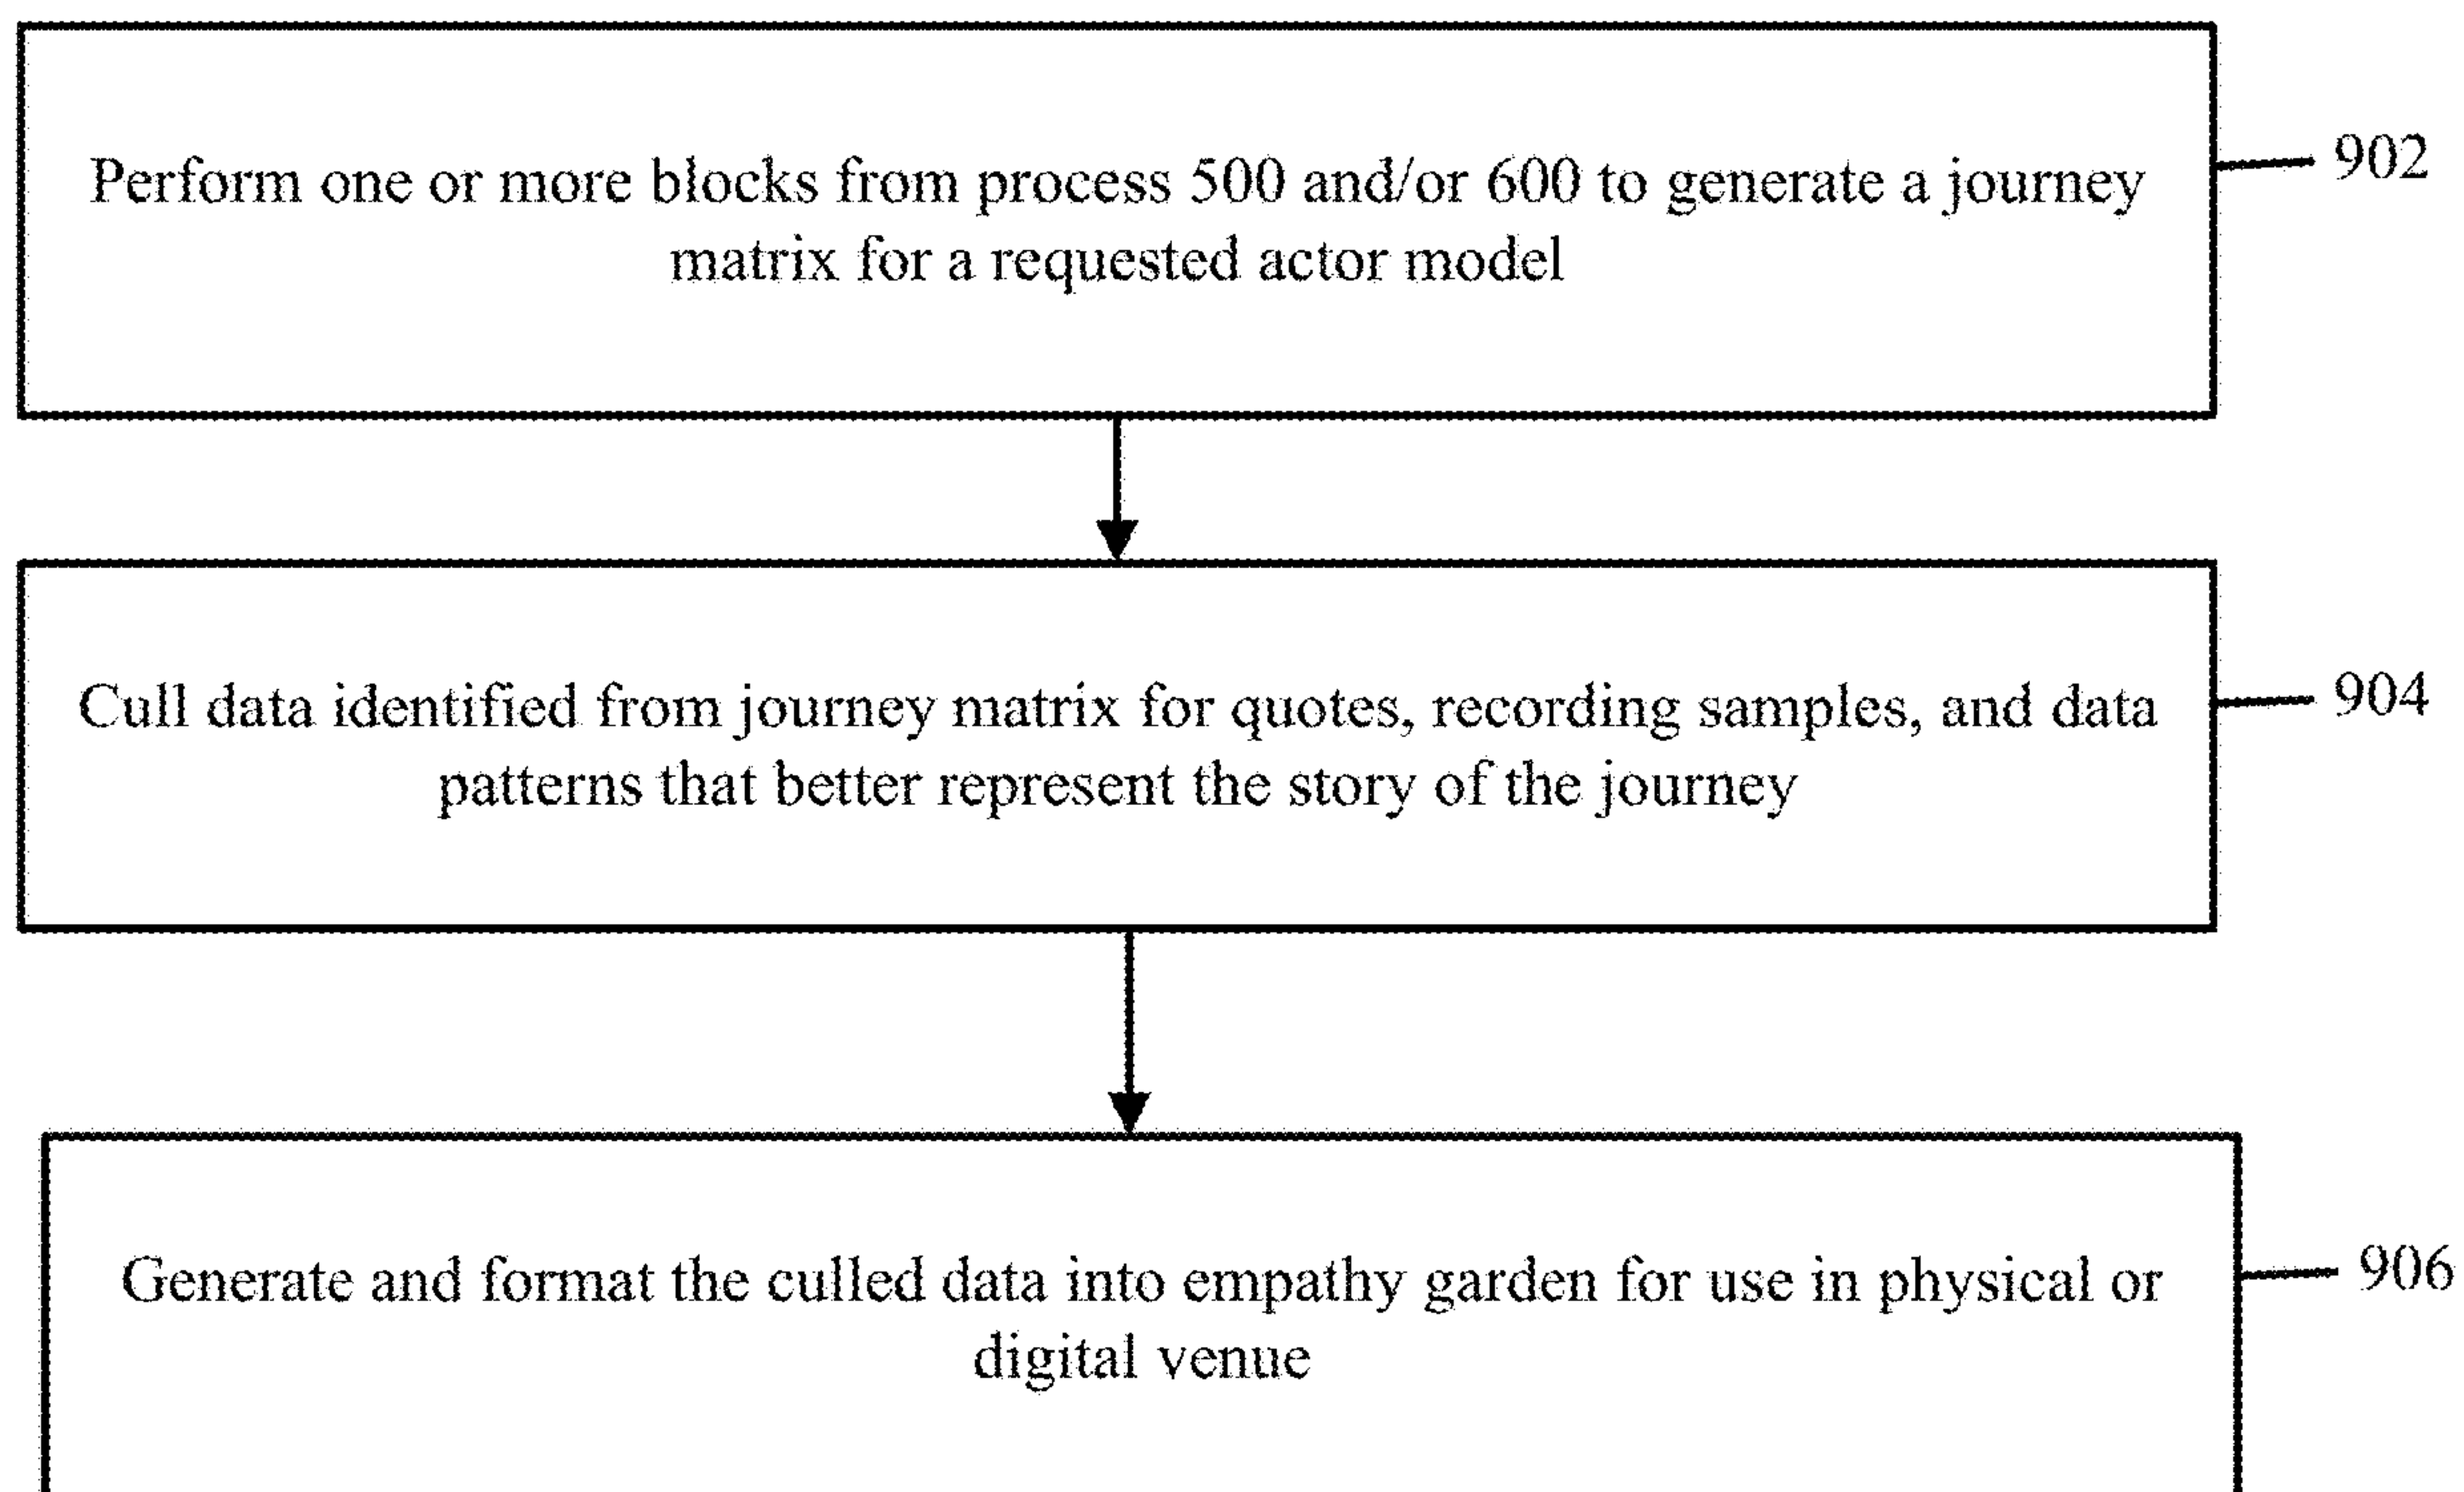 Perform one or more blocks from process 500 and/or 600 to generate a journey
matrix for a requested actor model
902
Cull data identified from journey matrix for quotes, recording samples, and data
patterns that better represent the story of the journey
904
Generate and format the culled data into empathy garden for use in physical or
digital venue
906